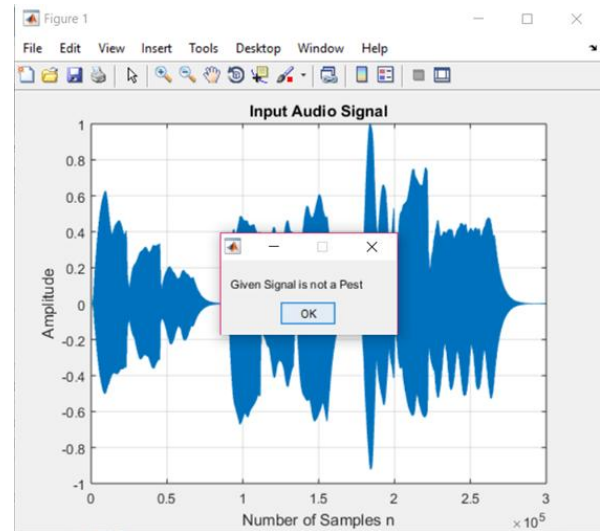 Figure 1
File Edit View Insert Tools Desktop Window Help
Input Audio Signal
1
0.8
0.6
0.4
0.2
0
-0.2
-0.4
-0.6
-0.8
-1
Amplitude
Given Signal is not a Pest
OK
0 0.5 1 1.5 2 2.5 3
Number of Samples n
×10^5